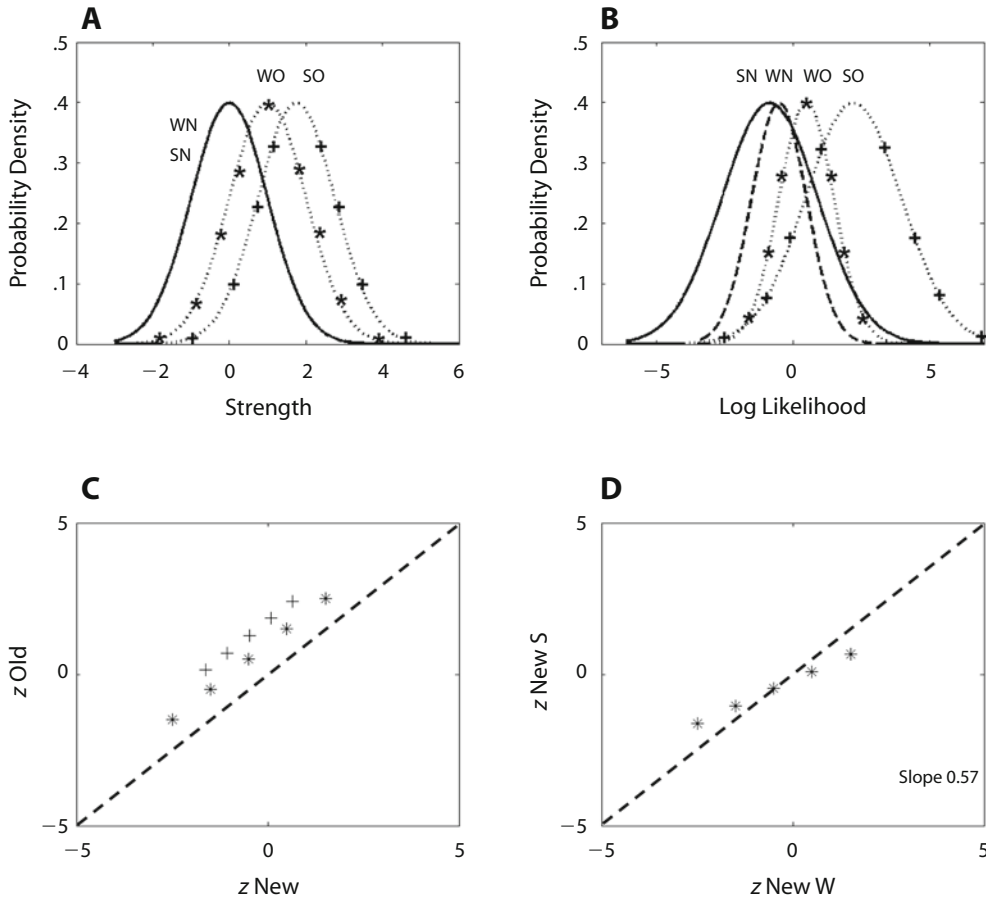 A
Probability Density
.5
.4
.3
.2
.1
0
WN
SN
WO SO
−4 −2 0 2 4 6
Strength
B
Probability Density
.5
.4
.3
.2
.1
0
SN WN WO SO
−5 0 5
Log Likelihood
C
z Old
5
0
−5
−5 0 5
z New
D
z New S
5
0
−5
Slope 0.57
−5 0 5
z New W